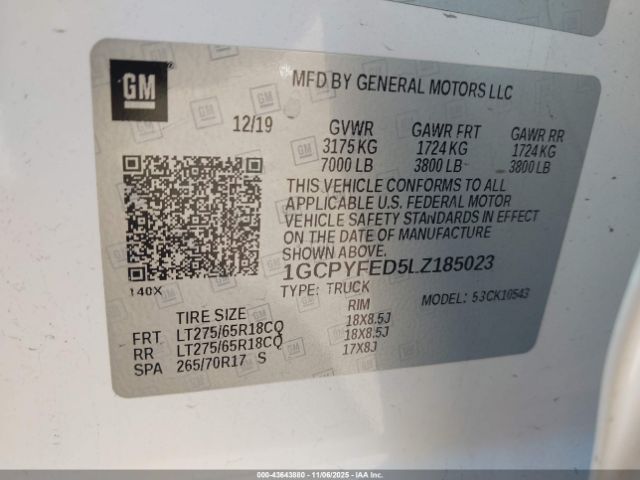 GM
MFD BY GENERAL MOTORS LLC
12/19 GVWR GAWR FRT GAWR RR
3175 KG 1724 KG 1724 KG
7000 LB 3800 LB 3800 LB
THIS VEHICLE CONFORMS TO ALL
APPLICABLE U.S. FEDERAL MOTOR
VEHICLE SAFETY STANDARDS IN EFFECT
ON THE DATE OF MANUFACTURE
SHOWN ABOVE.
1GCPYFED5LZ185023
140X
TYPE: TRUCK MODEL: 53CK10543
TIRE SIZE RIM
FRT LT275/65R18CQ 18X8.5J
RR LT275/65R18CQ 18X8.5J
SPA 265/70R17 S 17X8J
000-43643880 - 11/06/2025 - COPART